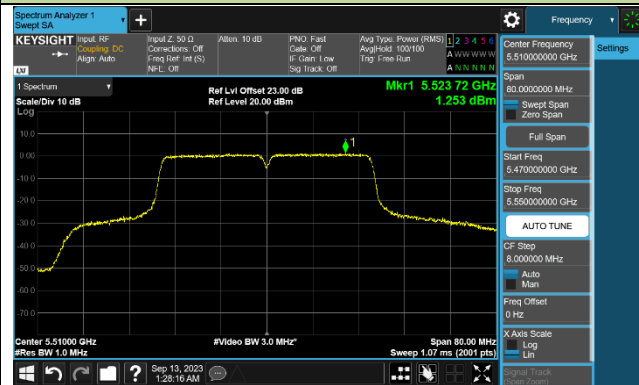 Spectrum Analyzer 1
Swept SA
Frequency
KEYSIGHT
Input: RF
Coupling: DC
Align: Auto
Input Z: 50 Ω
Corrections: Off
Freq Ref: Int (S)
NFE: Off
Atten: 10 dB
PNO: Fast
Gate: Off
IF Gain: Low
Sig Track: Off
Avg Type: Power (RMS)
Avg|Hold: 100/100
Trig: Free Run
1 2 3 4 5 6
A W W W W W
A N N N N N
LXI
1 Spectrum
Scale/Div 10 dB
Log
Ref Lvl Offset 23.00 dB
Ref Level 20.00 dBm
Mkr1 5.523 72 GHz
1.253 dBm
10.0
0.00
-10.0
-20.0
-30.0
-40.0
-50.0
-60.0
-70.0
1
Center 5.51000 GHz
#Res BW 1.0 MHz
#Video BW 3.0 MHz*
Span 80.00 MHz
Sweep 1.07 ms (2001 pts)
Sep 13, 2023
1:28:16 AM
Center Frequency
5.510000000 GHz
Span
80.0000000 MHz
Swept Span
Zero Span
Full Span
Start Freq
5.470000000 GHz
Stop Freq
5.550000000 GHz
AUTO TUNE
CF Step
8.000000 MHz
Auto
Man
Freq Offset
0 Hz
X Axis Scale
Log
Lin
Signal Track
(Span Zoom)
Settings